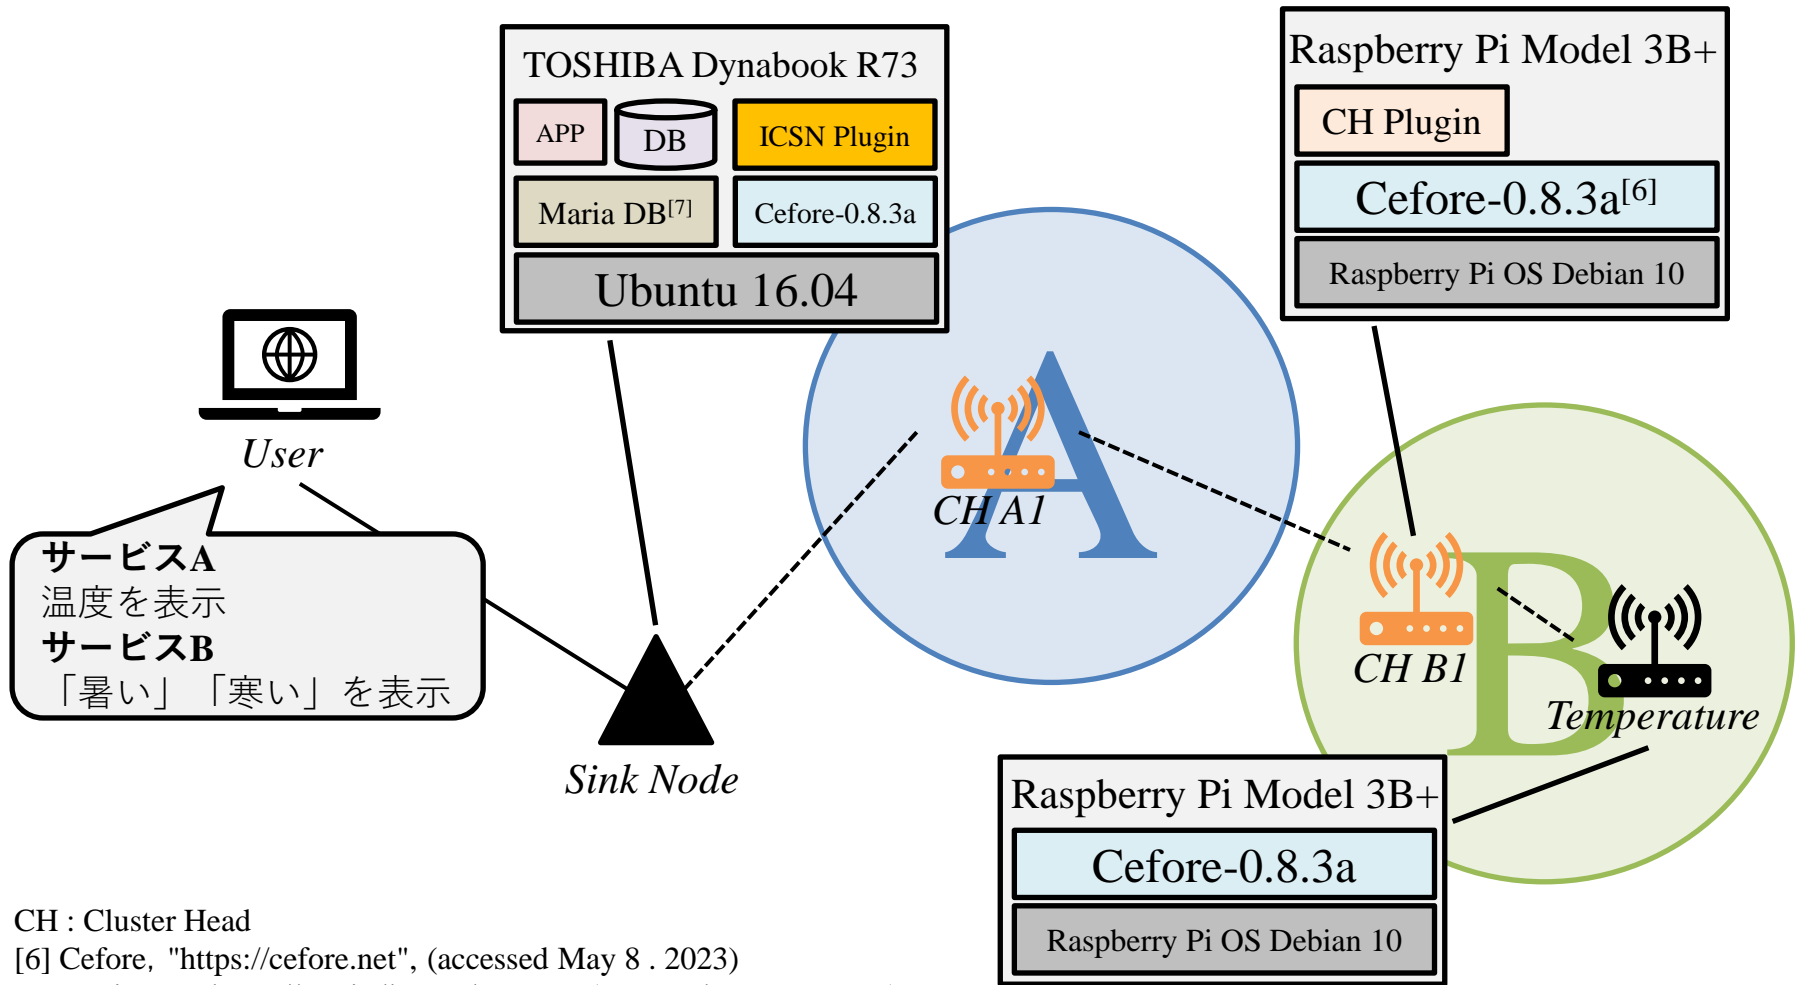 TOSHIBA Dynabook R73
APP
DB
ICSN Plugin
Maria DB[7]
Cefore-0.8.3a
Ubuntu 16.04
Raspberry Pi Model 3B+
CH Plugin
Cefore-0.8.3a[6]
Raspberry Pi OS Debian 10
User
サービスA
温度を表示
サービスB
「暑い」「寒い」を表示
Sink Node
A
CH A1
B
CH B1
Temperature
Raspberry Pi Model 3B+
Cefore-0.8.3a
Raspberry Pi OS Debian 10
CH : Cluster Head
[6] Cefore, "https://cefore.net", (accessed May 8 . 2023)